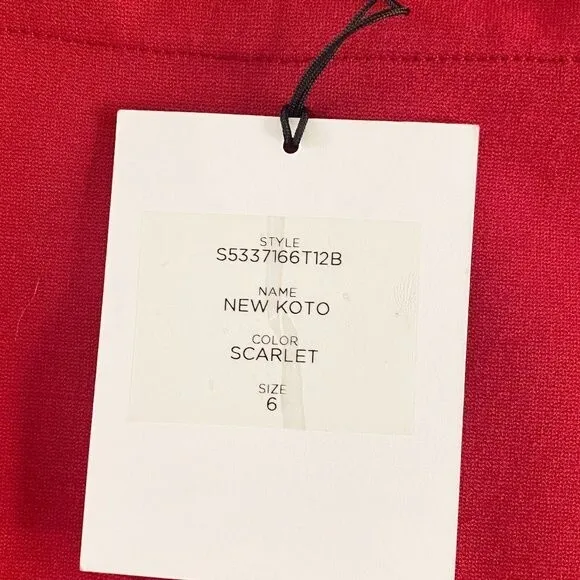 STYLE
S5337166T12B
NAME
NEW KOTO
COLOR
SCARLET
SIZE
6